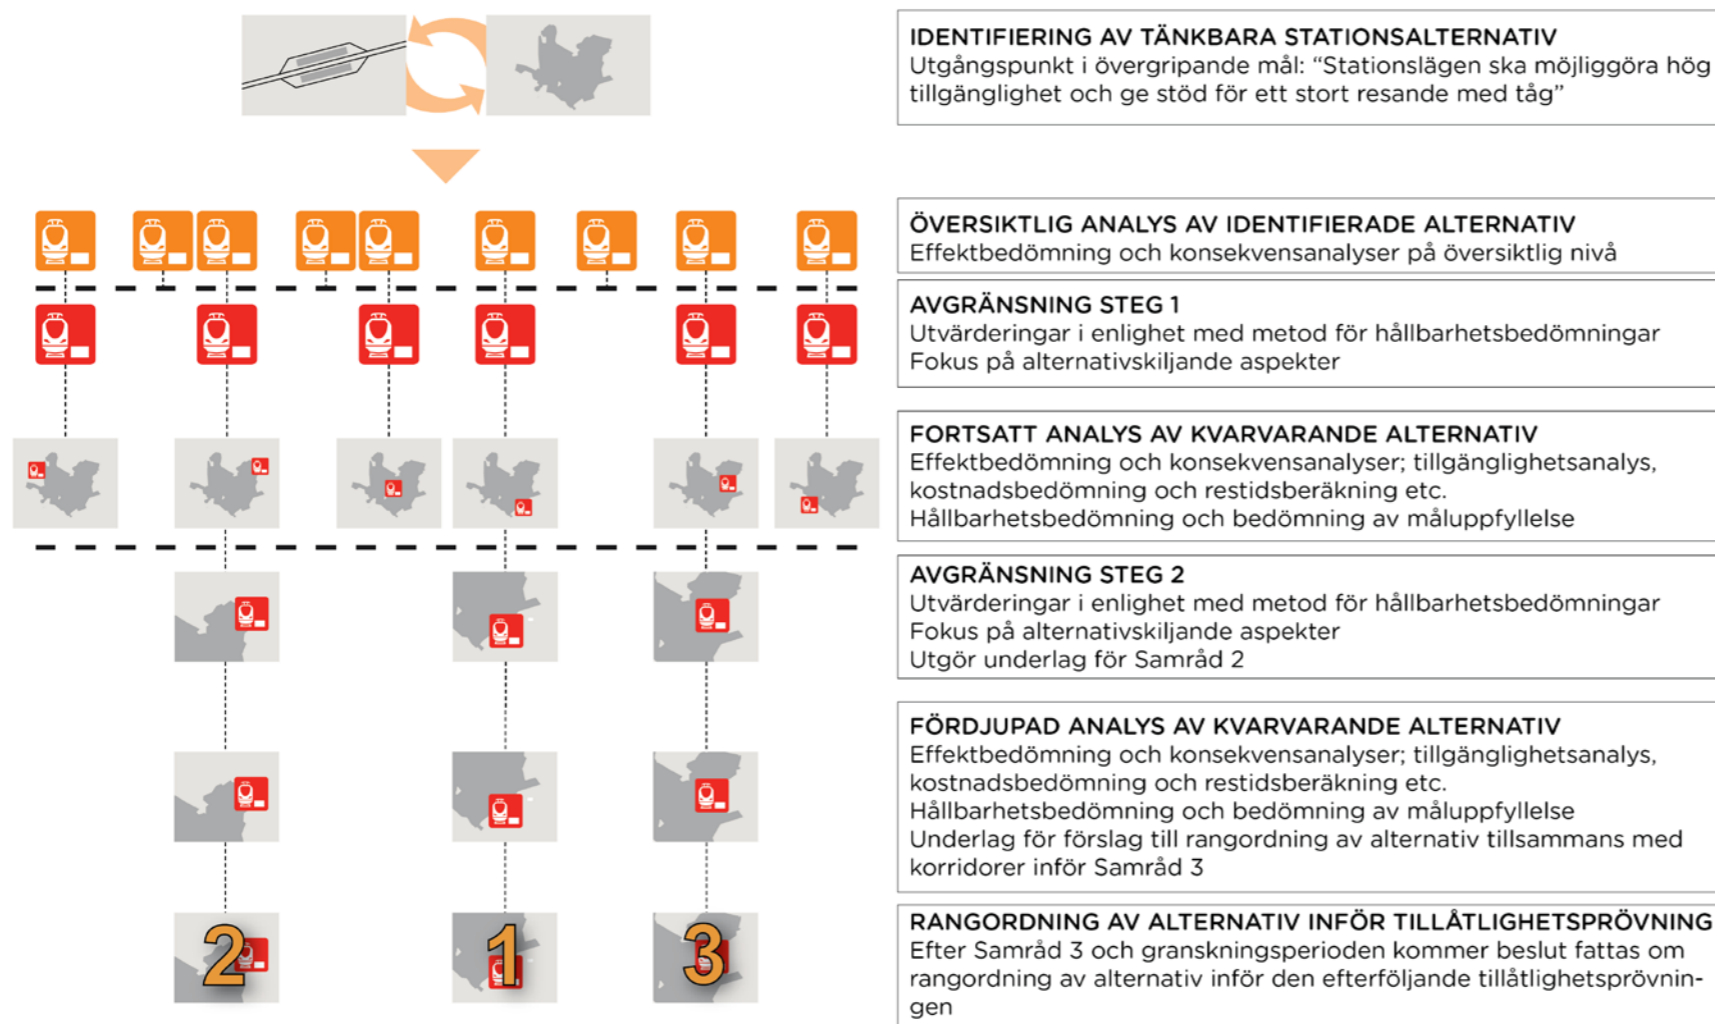 IDENTIFIERING AV TÄNKBARA STATIONSALTERNATIV
Utgångspunkt i övergripande mål: “Stationslägen ska möjliggöra hög
tillgänglighet och ge stöd för ett stort resande med tåg”
ÖVERSIKTLIG ANALYS AV IDENTIFIERADE ALTERNATIV
Effektbedömning och konsekvensanalyser på översiktlig nivå
AVGRÄNSNING STEG 1
Utvärderingar i enlighet med metod för hållbarhetsbedömningar
Fokus på alternativskiljande aspekter
FORTSATT ANALYS AV KVARVARANDE ALTERNATIV
Effektbedömning och konsekvensanalyser; tillgänglighetsanalys,
kostnadsbedömning och restidsberäkning etc.
Hållbarhetsbedömning och bedömning av måluppfyllelse
AVGRÄNSNING STEG 2
Utvärderingar i enlighet med metod för hållbarhetsbedömningar
Fokus på alternativskiljande aspekter
Utgör underlag för Samråd 2
FÖRDJUPAD ANALYS AV KVARVARANDE ALTERNATIV
Effektbedömning och konsekvensanalyser; tillgänglighetsanalys,
kostnadsbedömning och restidsberäkning etc.
Hållbarhetsbedömning och bedömning av måluppfyllelse
Underlag för förslag till rangordning av alternativ tillsammans med
korridorer inför Samråd 3
2 1 3
RANGORDNING AV ALTERNATIV INFÖR TILLÅTLIGHETSPRÖVNING
Efter Samråd 3 och granskningsperioden kommer beslut fattas om
rangordning av alternativ inför den efterföljande tillåtlighetsprövnin-
gen